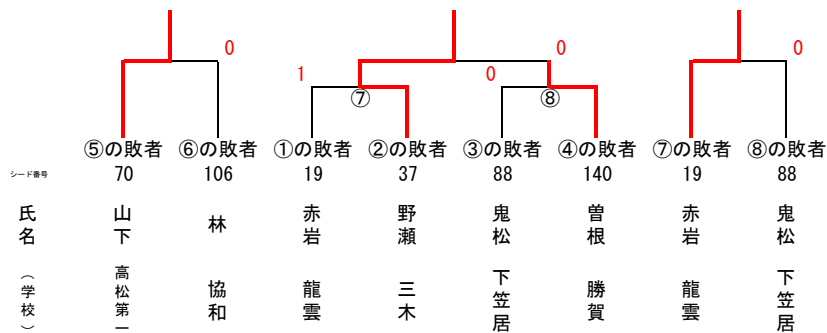 0 0 0
1 0
⑦ ⑧
⑤の敗者 ⑥の敗者 ①の敗者 ②の敗者 ③の敗者 ④の敗者 ⑦の敗者 ⑧の敗者
シード番号 70 106 19 37 88 140 19 88
氏名 山下 林 赤岩 野瀬 鬼松 曽根 赤岩 鬼松
(学校) 高松第一 協和 龍雲 三木 下笠居 勝賀 龍雲 下笠居